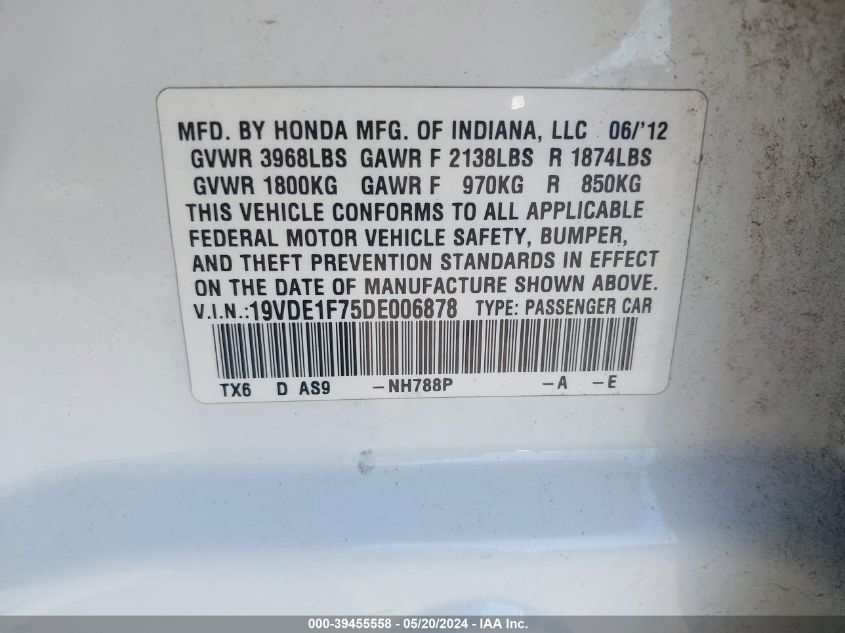 MFD. BY HONDA MFG. OF INDIANA, LLC 06/'12
GVWR 3968LBS GAWR F 2138LBS R 1874LBS
GVWR 1800KG GAWR F 970KG R 850KG
THIS VEHICLE CONFORMS TO ALL APPLICABLE
FEDERAL MOTOR VEHICLE SAFETY, BUMPER,
AND THEFT PREVENTION STANDARDS IN EFFECT
ON THE DATE OF MANUFACTURE SHOWN ABOVE.
V.I.N.:19VDE1F75DE006878 TYPE: PASSENGER CAR
TX6 D AS9 –NH788P –A –E
000-39455558 - 05/20/2024 - IAA, Inc.